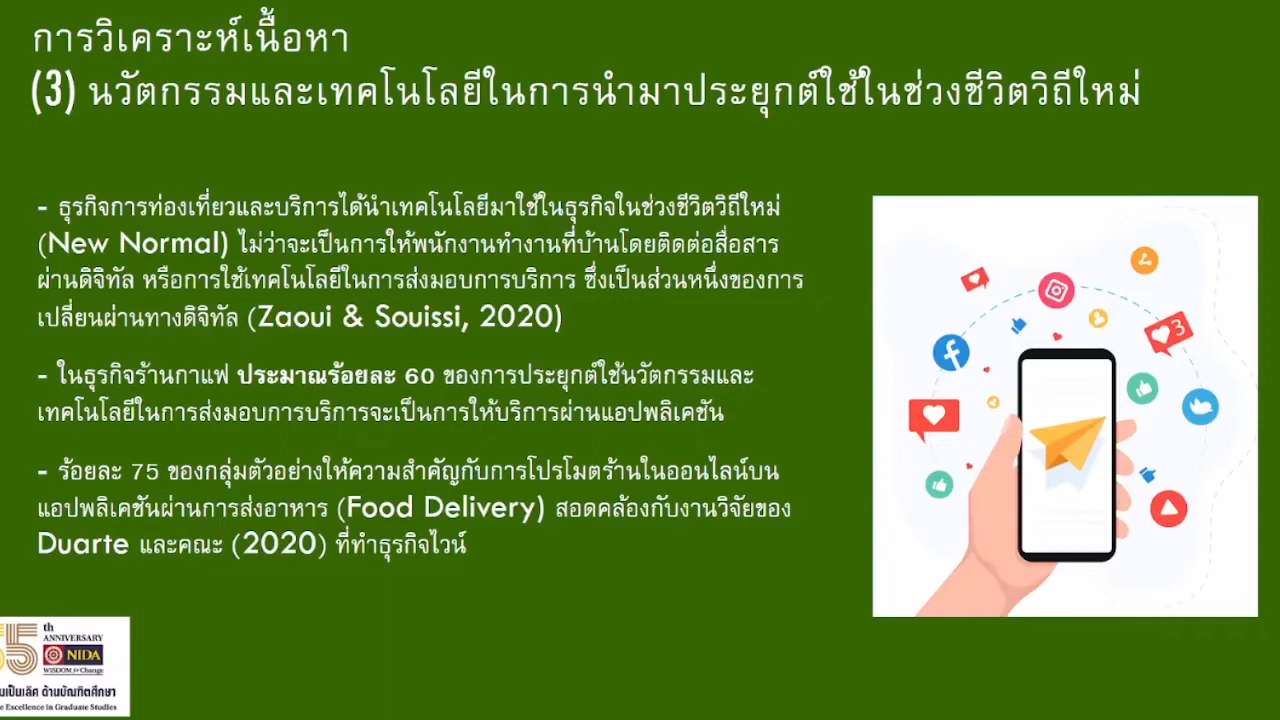 การวิเคราะห์เนื้อหา
(3) นวัตกรรมและเทคโนโลยีในการนำมาประยุกต์ใช้ในช่วงชีวิตวิถีใหม่
- ธุรกิจการท่องเที่ยวและบริการได้นำเทคโนโลยีมาใช้ในธุรกิจในช่วงชีวิตวิถีใหม่
(New Normal) ไม่ว่าจะเป็นการให้พนักงานทำงานที่บ้านโดยติดต่อสื่อสาร
ผ่านดิจิทัล หรือการใช้เทคโนโลยีในการส่งมอบการบริการ ซึ่งเป็นส่วนหนึ่งของการ
เปลี่ยนผ่านทางดิจิทัล (Zaoui & Souissi, 2020)
- ในธุรกิจร้านกาแฟ ประมาณร้อยละ 60 ของการประยุกต์ใช้นวัตกรรมและ
เทคโนโลยีในการส่งมอบการบริการจะเป็นการให้บริการผ่านแอปพลิเคชัน
- ร้อยละ 75 ของกลุ่มตัวอย่างให้ความสำคัญกับการโปรโมตร้านในออนไลน์บน
แอปพลิเคชันผ่านการส่งอาหาร (Food Delivery) สอดคล้องกับงานวิจัยของ
Duarte และคณะ (2020) ที่ทำธุรกิจไวน์
3
55 th
ANNIVERSARY
NIDA
WISDOM for Change
ด้านบัณฑิตศึกษา
Excellence in Graduate Studies